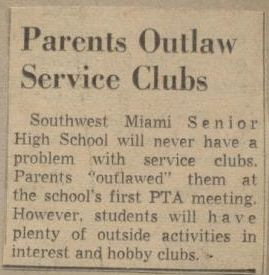 Parents Outlaw
Service Clubs
Southwest Miami Senior
High School will never have a
problem with service clubs.
Parents "outlawed" them at
the school's first PTA meeting.
However, students will have
plenty of outside activities in
interest and hobby clubs.